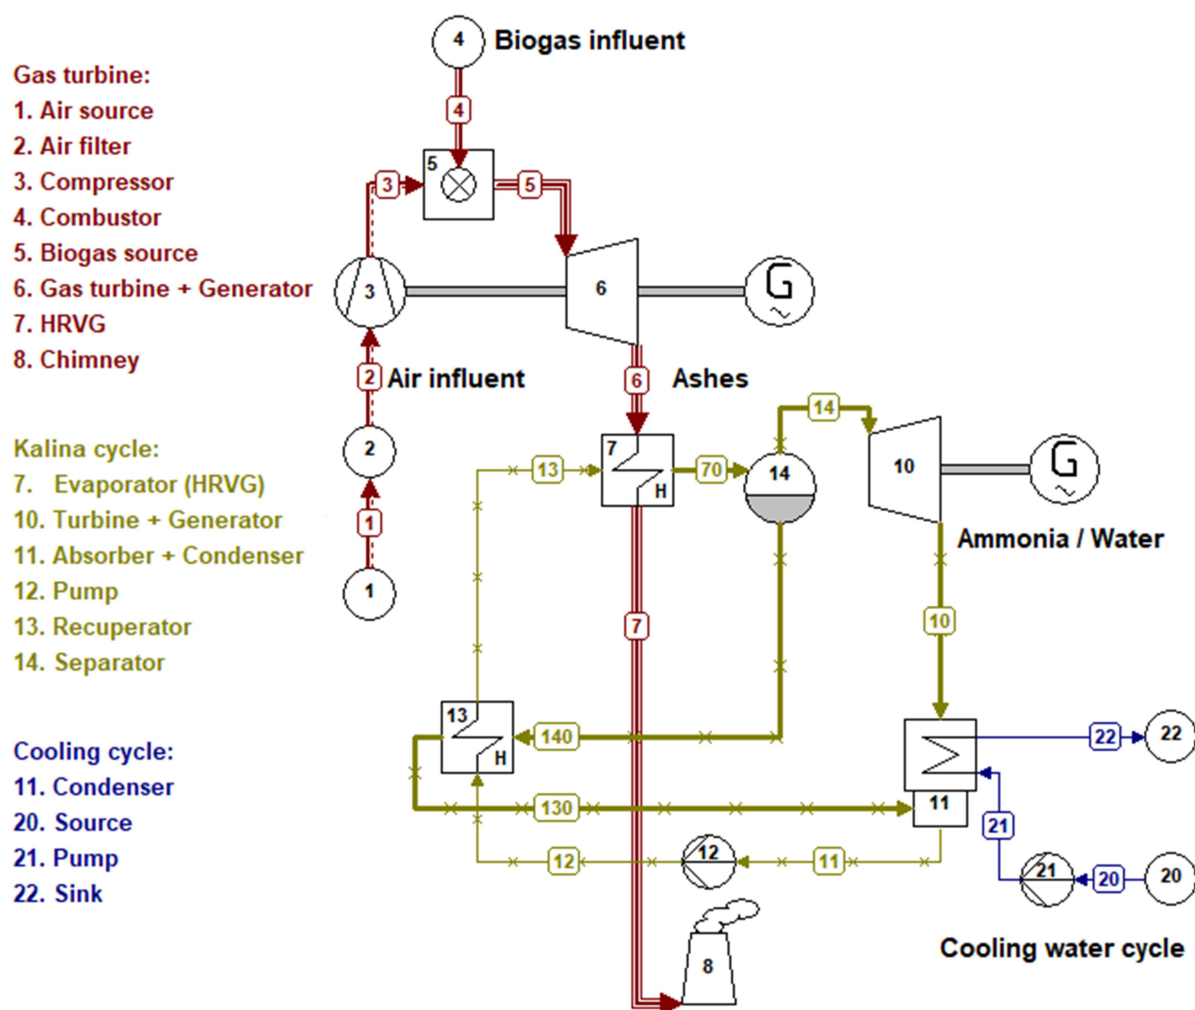 4
Biogas influent
Gas turbine:
1. Air source
2. Air filter
3. Compressor
4. Combustor
5. Biogas source
6. Gas turbine + Generator
7. HRVG
8. Chimney
4
5
3
5
3
6
G
2
Air influent
6
Ashes
14
Kalina cycle:
7. Evaporator (HRVG)
10. Turbine + Generator
11. Absorber + Condenser
12. Pump
13. Recuperator
14. Separator
2
13
7
H
70
14
10
G
1
Ammonia / Water
1
7
10
13
H
140
22
22
Cooling cycle:
11. Condenser
20. Source
21. Pump
22. Sink
130
11
21
12
12
11
21
20
20
Cooling water cycle
8